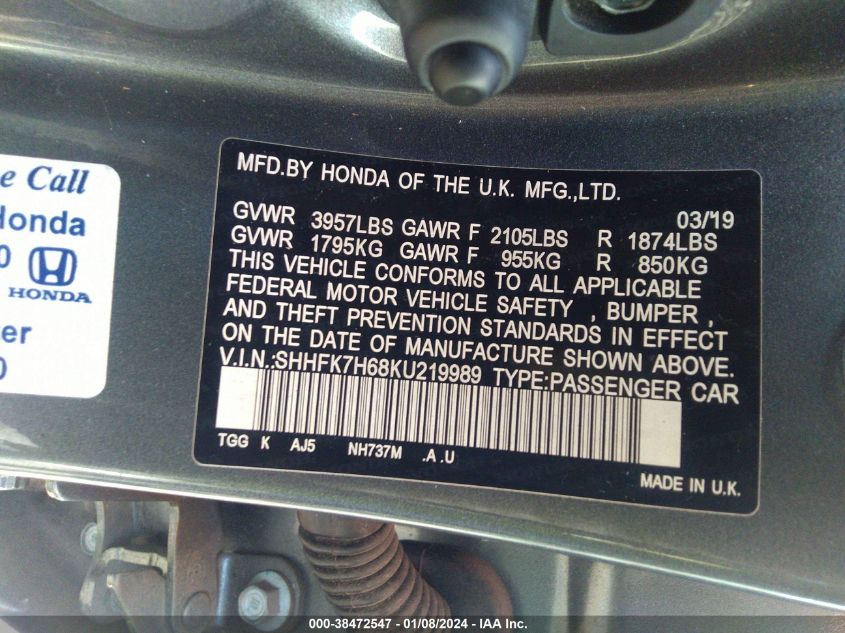 e Call
Honda
0
HONDA
er
0
MFD.BY HONDA OF THE U.K. MFG.,LTD.
03/'19
GVWR 3957LBS GAWR F 2105LBS R 1874LBS
GVWR 1795KG GAWR F 955KG R 850KG
THIS VEHICLE CONFORMS TO ALL APPLICABLE
FEDERAL MOTOR VEHICLE SAFETY , BUMPER ,
AND THEFT PREVENTION STANDARDS IN EFFECT
ON THE DATE OF MANUFACTURE SHOWN ABOVE.
V.I.N.:SHHFK7H68KU219989 TYPE:PASSENGER CAR
TGG K AJ5 NH737M .A .U
MADE IN U.K.
000-38472547 - 01/08/2024 - IAA Inc.